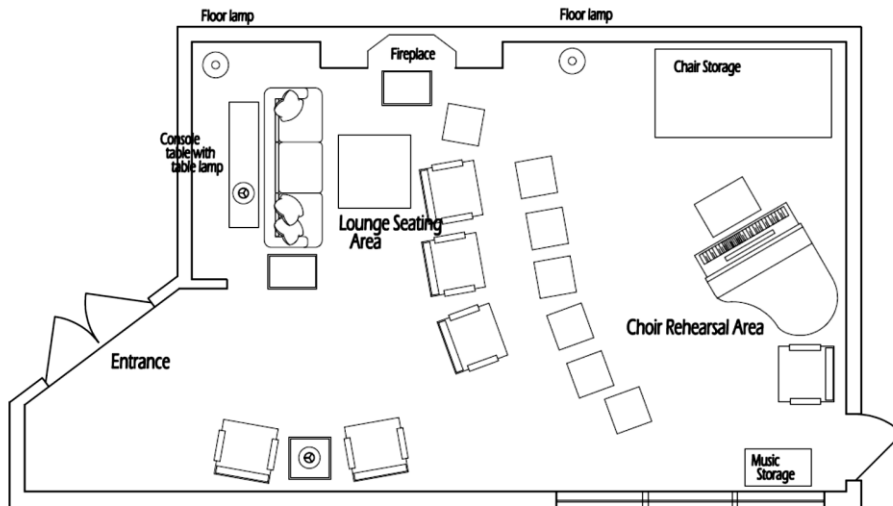 Floor lamp
Floor lamp
Fireplace
Chair Storage
Console
table with
table lamp
Lounge Seating
Area
Choir Rehearsal Area
Entrance
Music
Storage